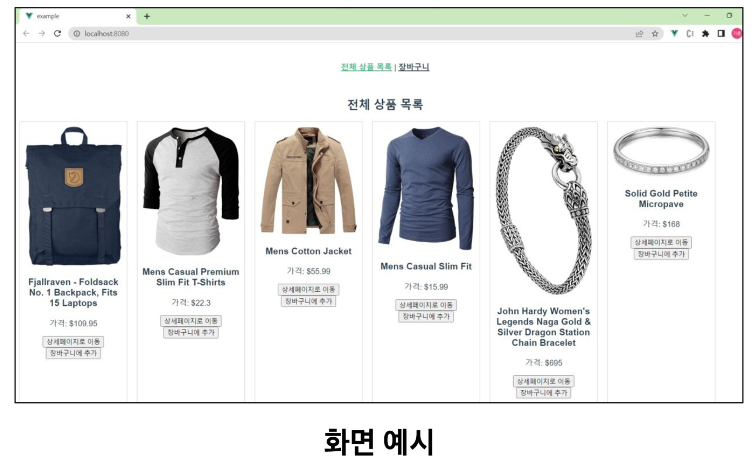 example
localhost:8080
전체 상품 목록 | 장바구니
전체 상품 목록
Fjallraven - Foldsack
No. 1 Backpack, Fits
15 Laptops
가격: $109.95
상세페이지로 이동
장바구니에 추가
Mens Casual Premium
Slim Fit T-Shirts
가격: $22.3
상세페이지로 이동
장바구니에 추가
Mens Cotton Jacket
가격: $55.99
상세페이지로 이동
장바구니에 추가
Mens Casual Slim Fit
가격: $15.99
상세페이지로 이동
장바구니에 추가
John Hardy Women's
Legends Naga Gold &
Silver Dragon Station
Chain Bracelet
가격: $695
상세페이지로 이동
장바구니에 추가
Solid Gold Petite
Micropave
가격: $168
상세페이지로 이동
장바구니에 추가
화면 예시